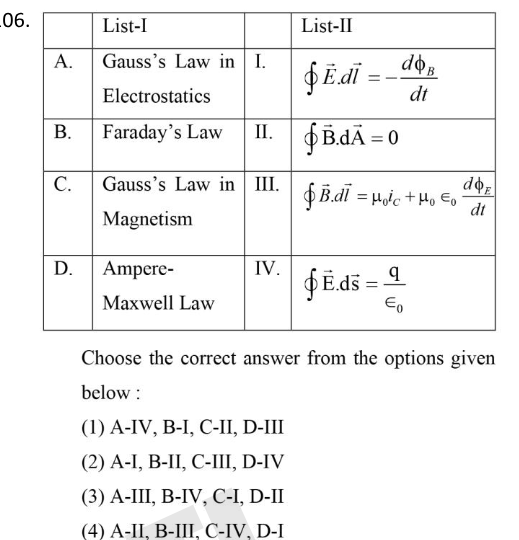 .06.
List-I List-II
A. Gauss's Law in Electrostatics I. ∮ E⃗.dl⃗ = - dϕ_B/dt
B. Faraday's Law II. ∮ B⃗.dA⃗ = 0
C. Gauss's Law in Magnetism III. ∮ B⃗.dl⃗ = μ₀i_C + μ₀ ∈₀ dϕ_E/dt
D. Ampere-Maxwell Law IV. ∮ E⃗.ds⃗ = q/∈₀
Choose the correct answer from the options given
below :
(1) A-IV, B-I, C-II, D-III
(2) A-I, B-II, C-III, D-IV
(3) A-III, B-IV, C-I, D-II
(4) A-II, B-III, C-IV, D-I